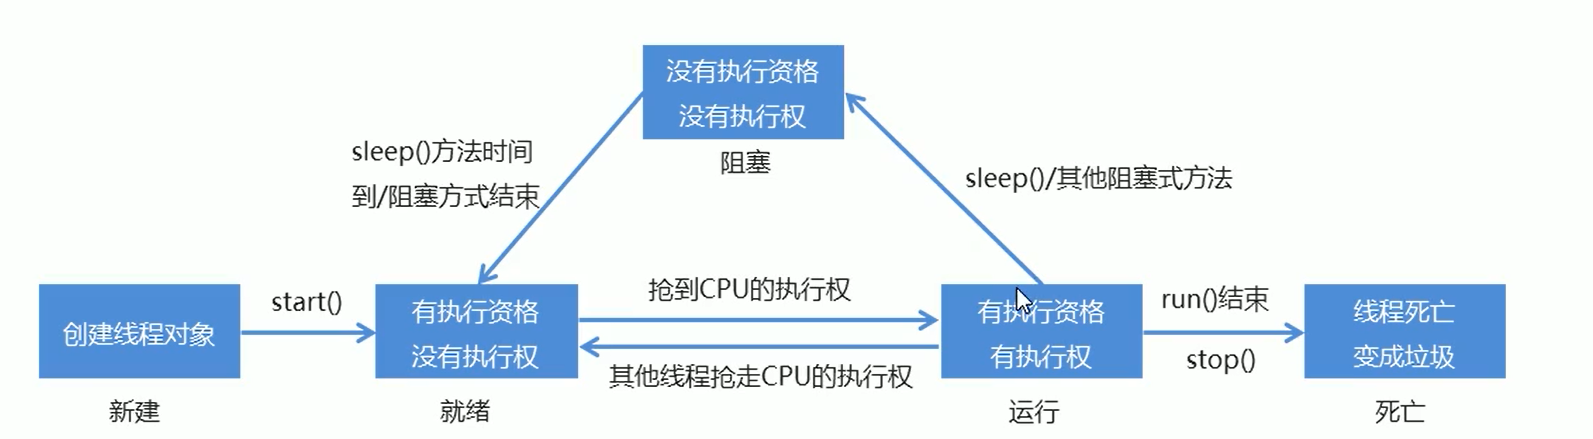 没有执行资格
没有执行权
阻塞
sleep()方法时间
到/阻塞方式结束
sleep()/其他阻塞式方法
创建线程对象
新建
start()
有执行资格
没有执行权
就绪
抢到CPU的执行权
其他线程抢走CPU的执行权
有执行资格
有执行权
运行
run()结束
stop()
线程死亡
变成垃圾
死亡